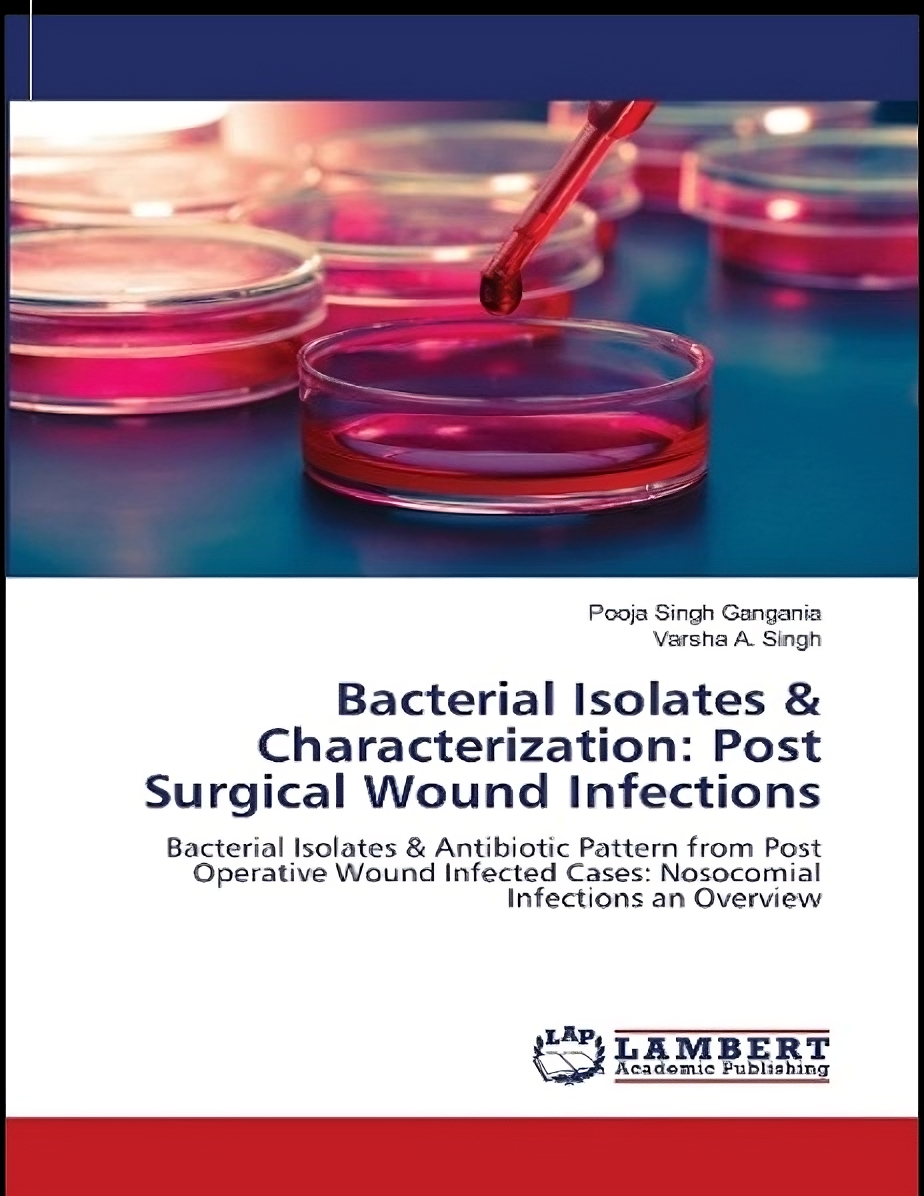 Pooja Singh Gangania
Varsha A. Singh
Bacterial Isolates &
Characterization: Post
Surgical Wound Infections
Bacterial Isolates & Antibiotic Pattern from Post
Operative Wound Infected Cases: Nosocomial
Infections an Overview
LAP
LAMBERT
Academic Publishing